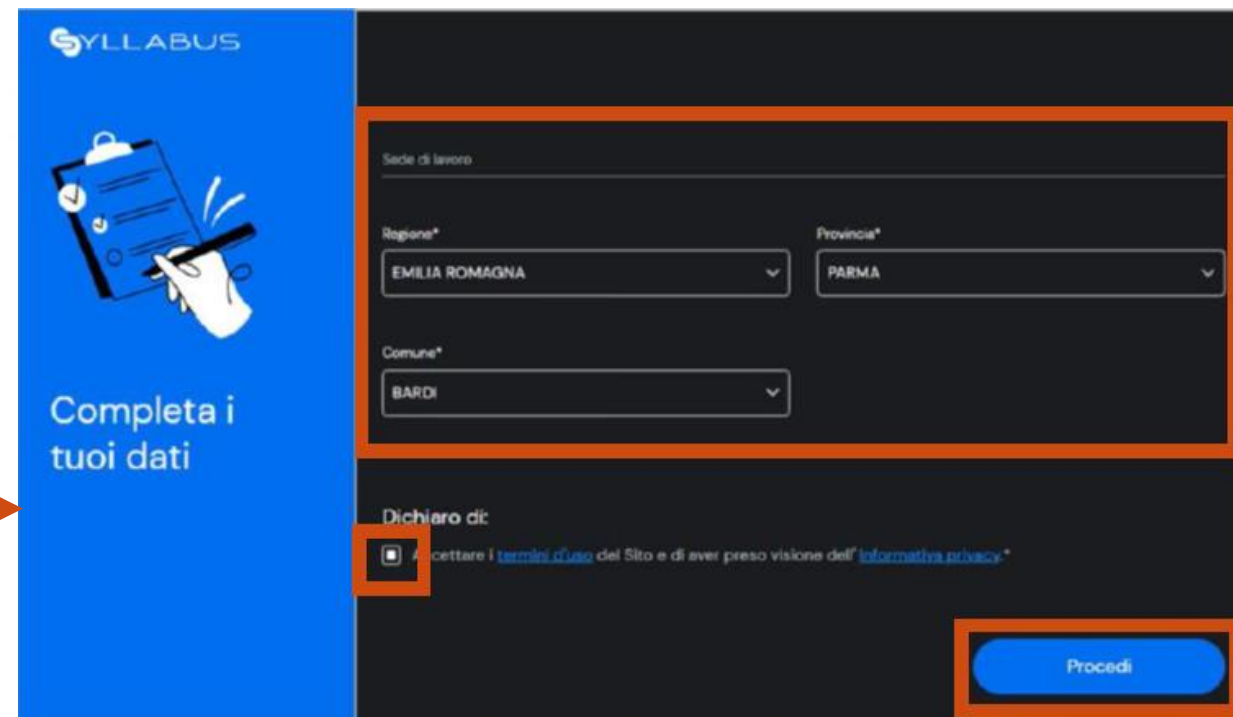 SYLLABUS
Completa i
tuoi dati
Sede di lavoro
Regione*
Provincia*
EMILIA ROMAGNA
PARMA
Comune*
BARDI
Dichiaro di:
Accettare i termini d'uso del Sito e di aver preso visione dell' Informativa privacy.*
Procedi